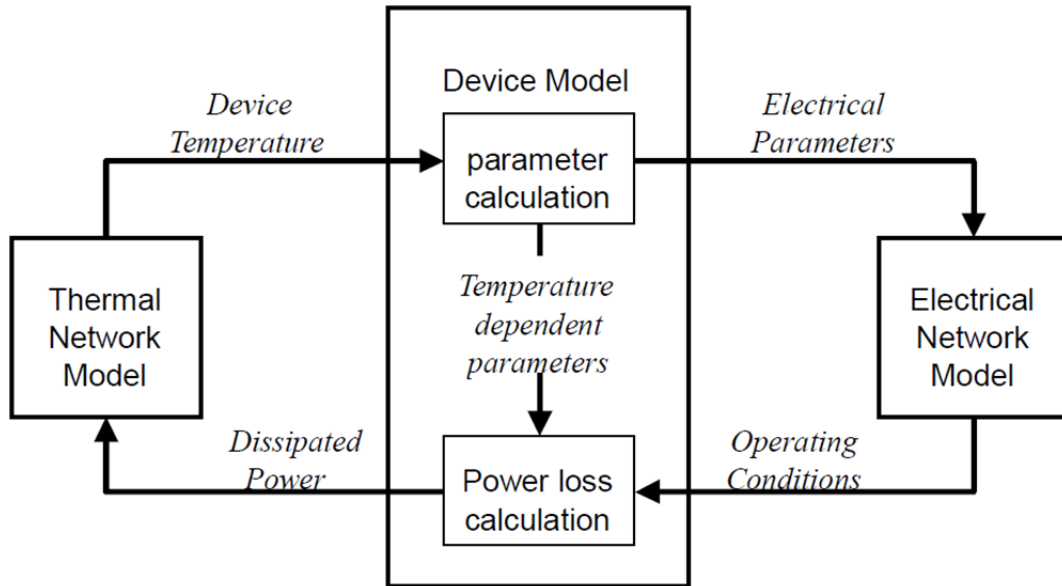 Device Model
Device
Temperature
Electrical
Parameters
parameter
calculation
Thermal
Network
Model
Temperature
dependent
parameters
Electrical
Network
Model
Dissipated
Power
Power loss
calculation
Operating
Conditions